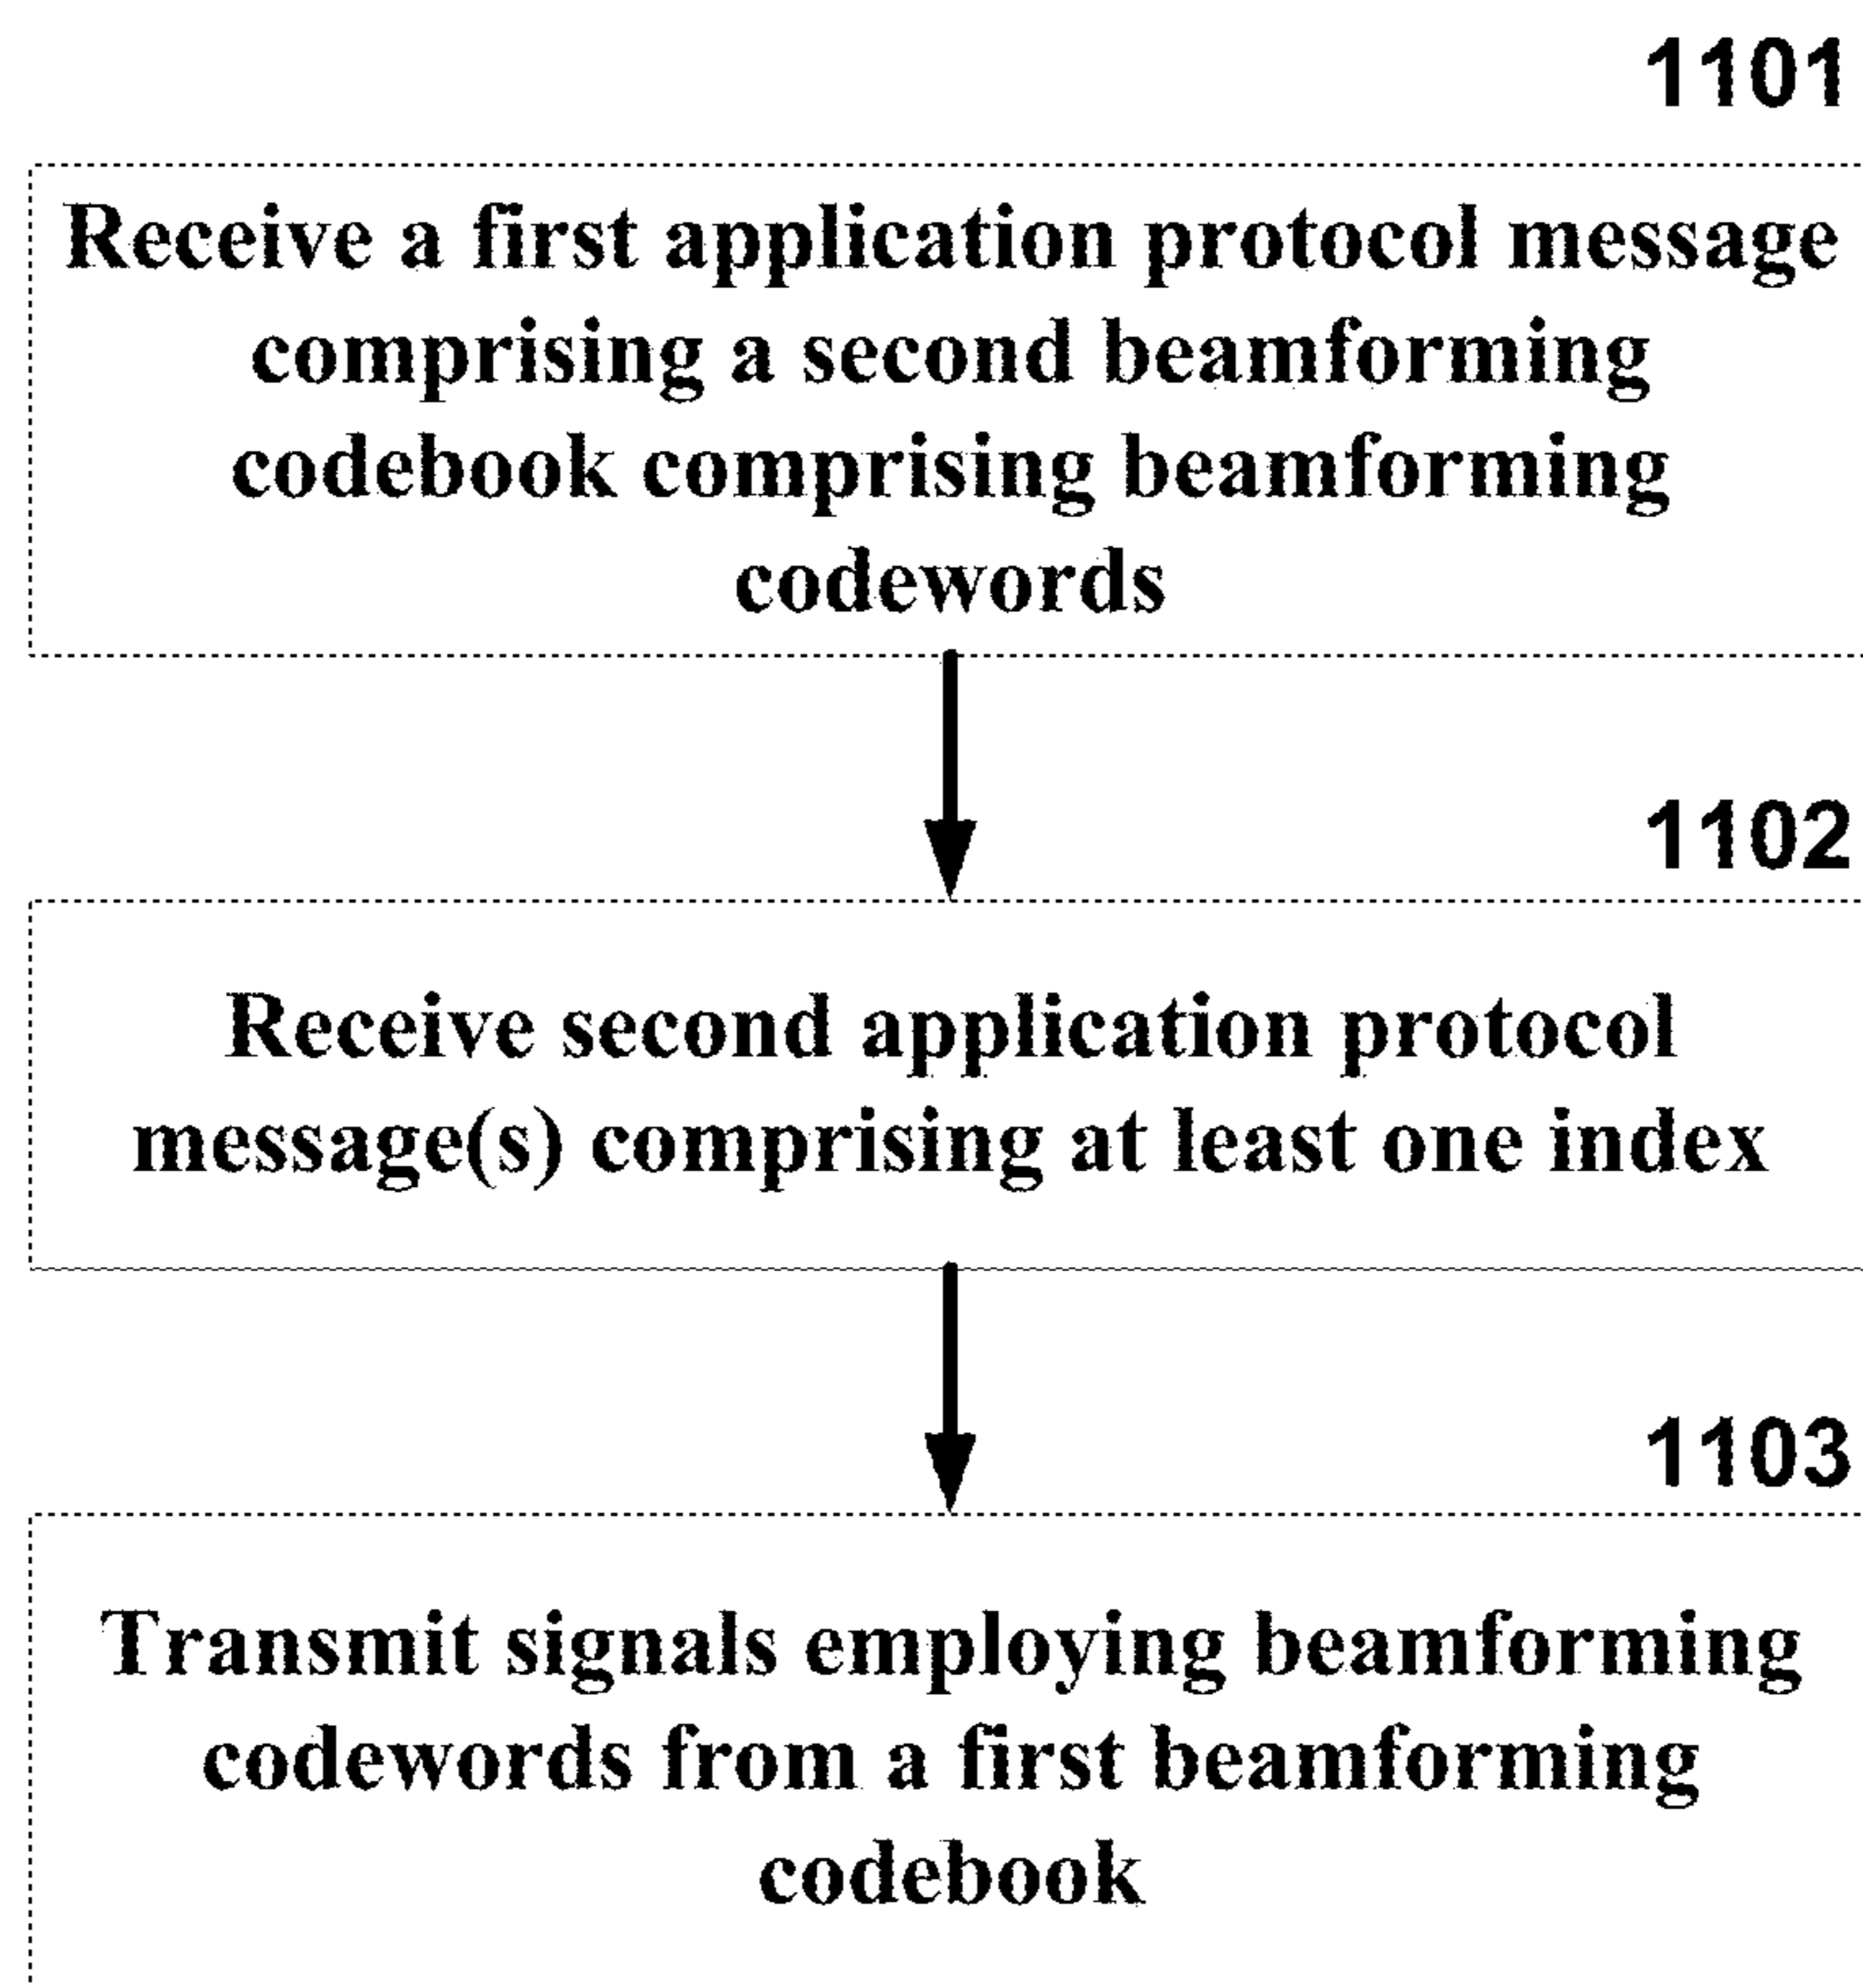 1101
Receive a first application protocol message
comprising a second beamforming
codebook comprising beamforming
codewords
1102
Receive second application protocol
message(s) comprising at least one index
1103
Transmit signals employing beamforming
codewords from a first beamforming
codebook